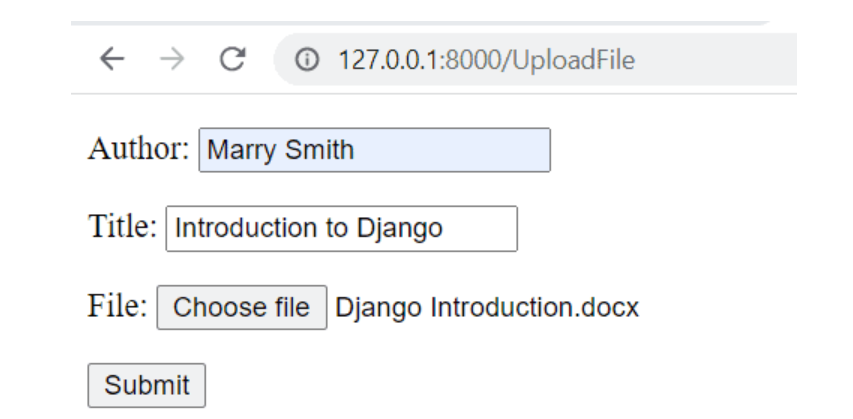 127.0.0.1:8000/UploadFile
Author: Marry Smith
Title: Introduction to Django
File: Choose file Django Introduction.docx
Submit